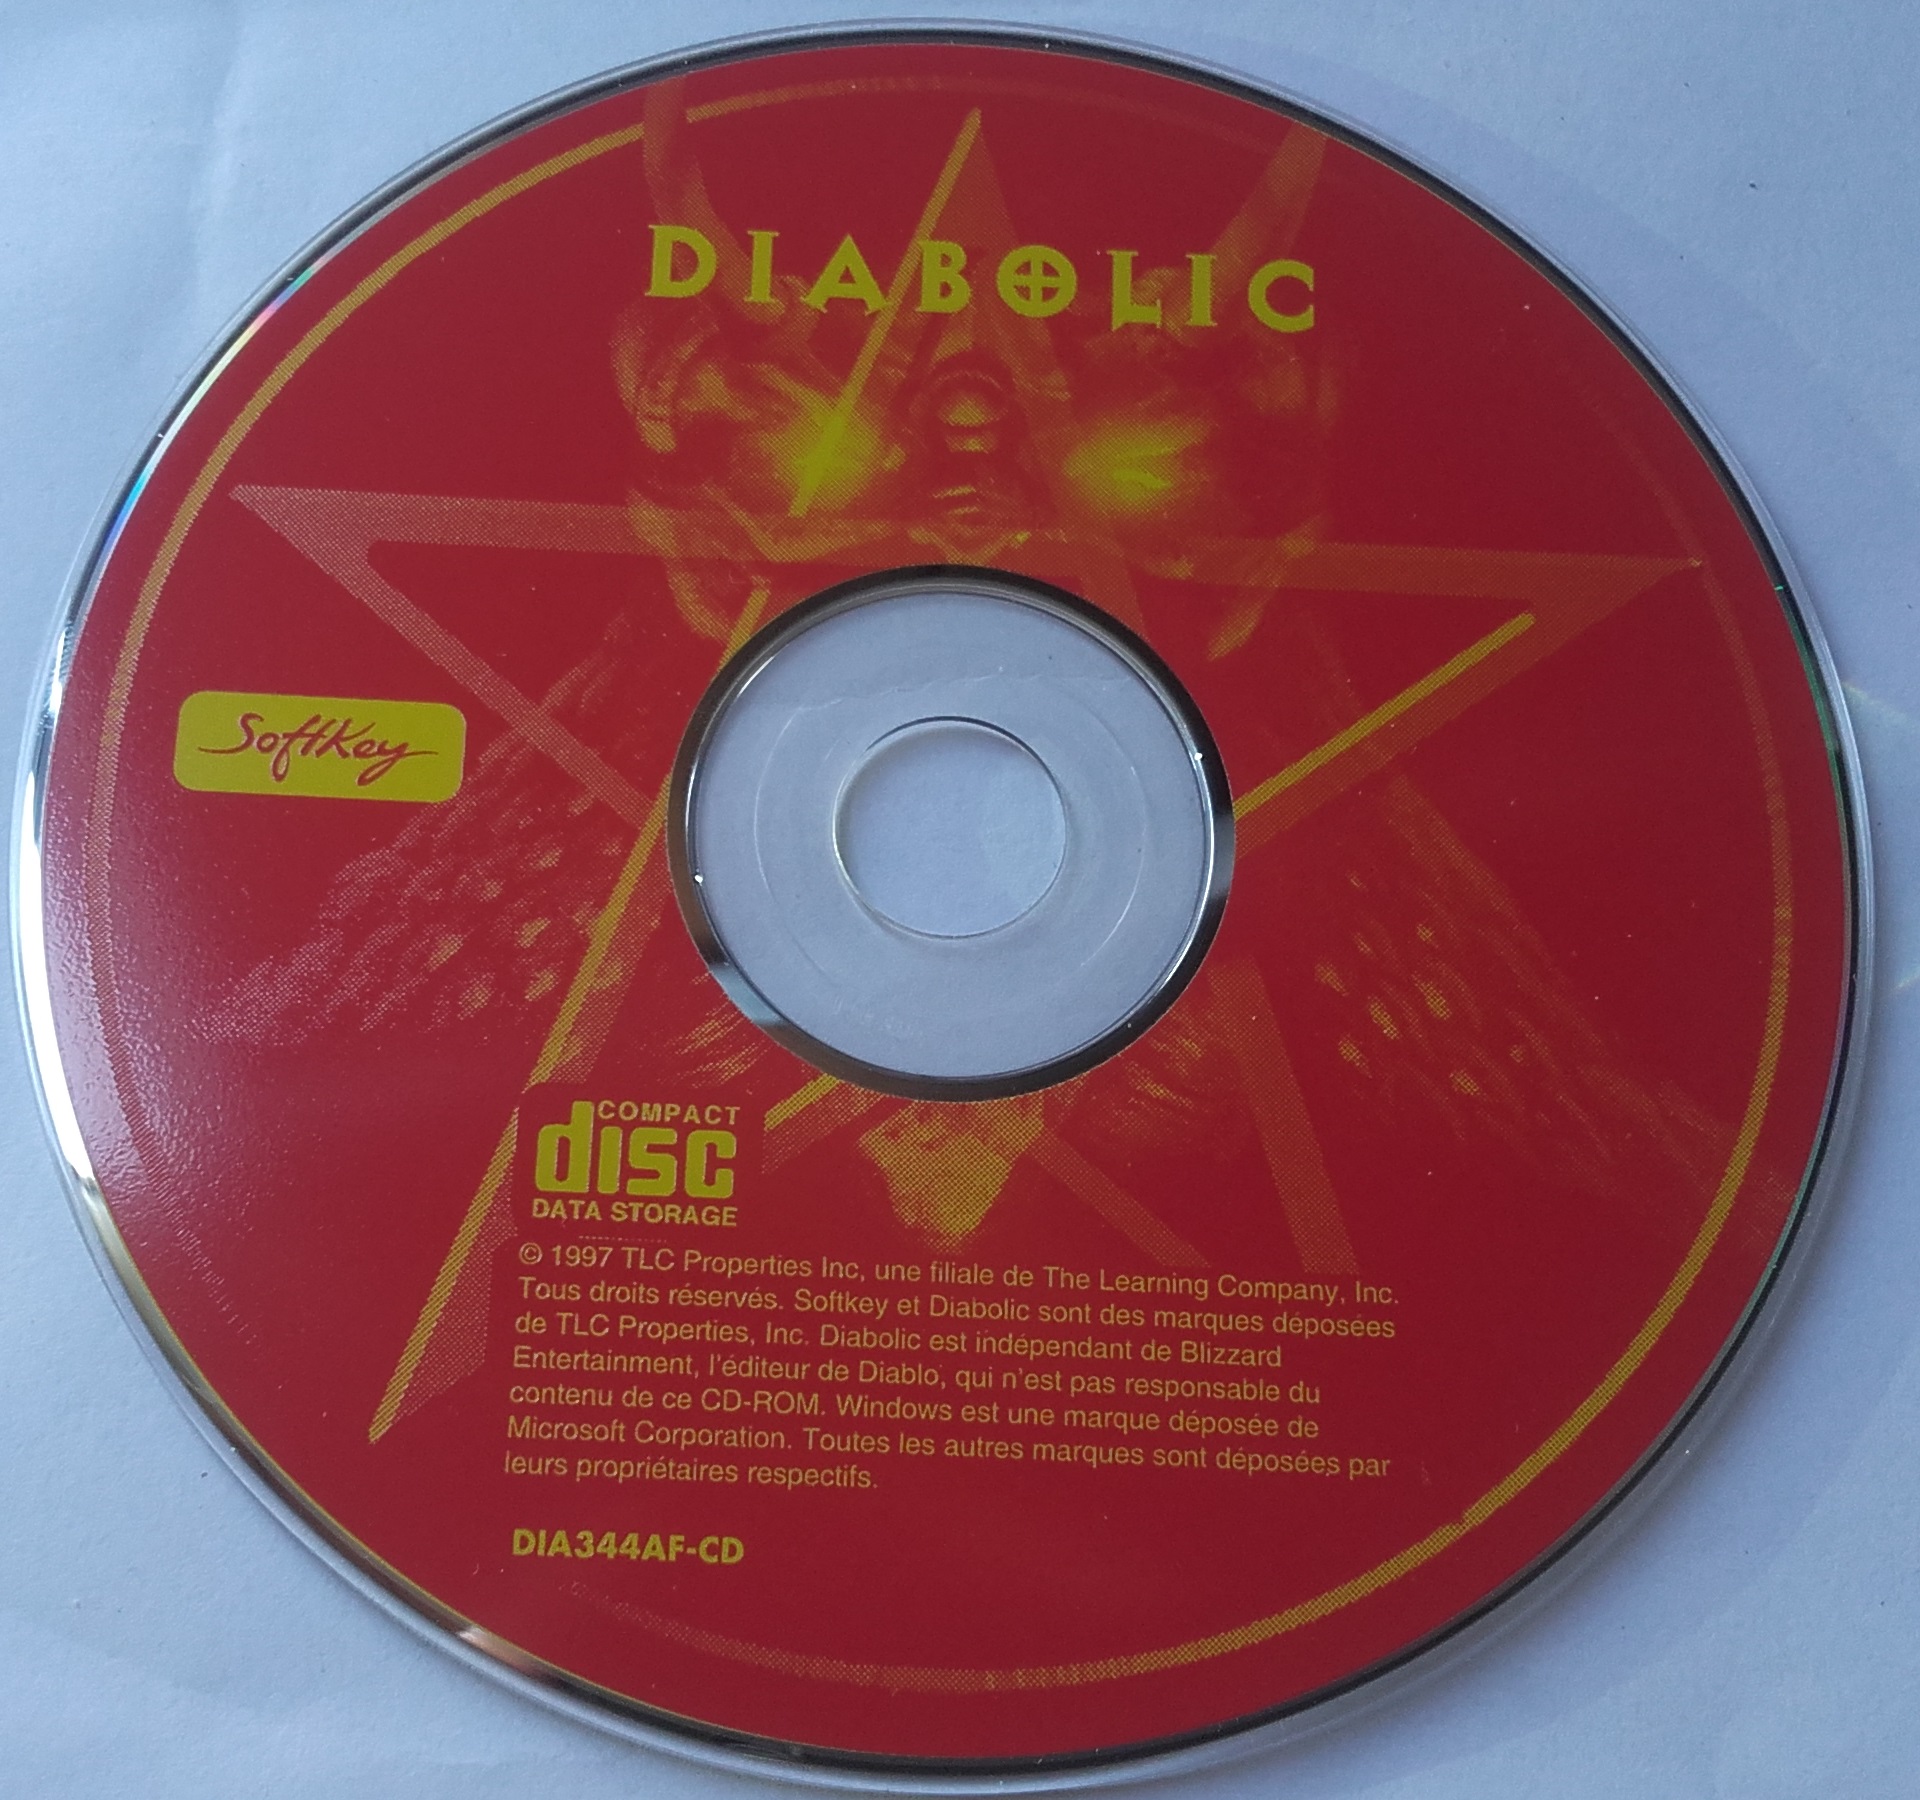 DIABOLIC
SoftKey
COMPACT
disc
DATA STORAGE
© 1997 TLC Properties Inc, une filiale de The Learning Company, Inc.
Tous droits réservés. Softkey et Diabolic sont des marques déposées
de TLC Properties, Inc. Diabolic est indépendant de Blizzard
Entertainment, l'éditeur de Diablo, qui n'est pas responsable du
contenu de ce CD-ROM. Windows est une marque déposée de
Microsoft Corporation. Toutes les autres marques sont déposées par
leurs propriétaires respectifs.
DIA344AF-CD